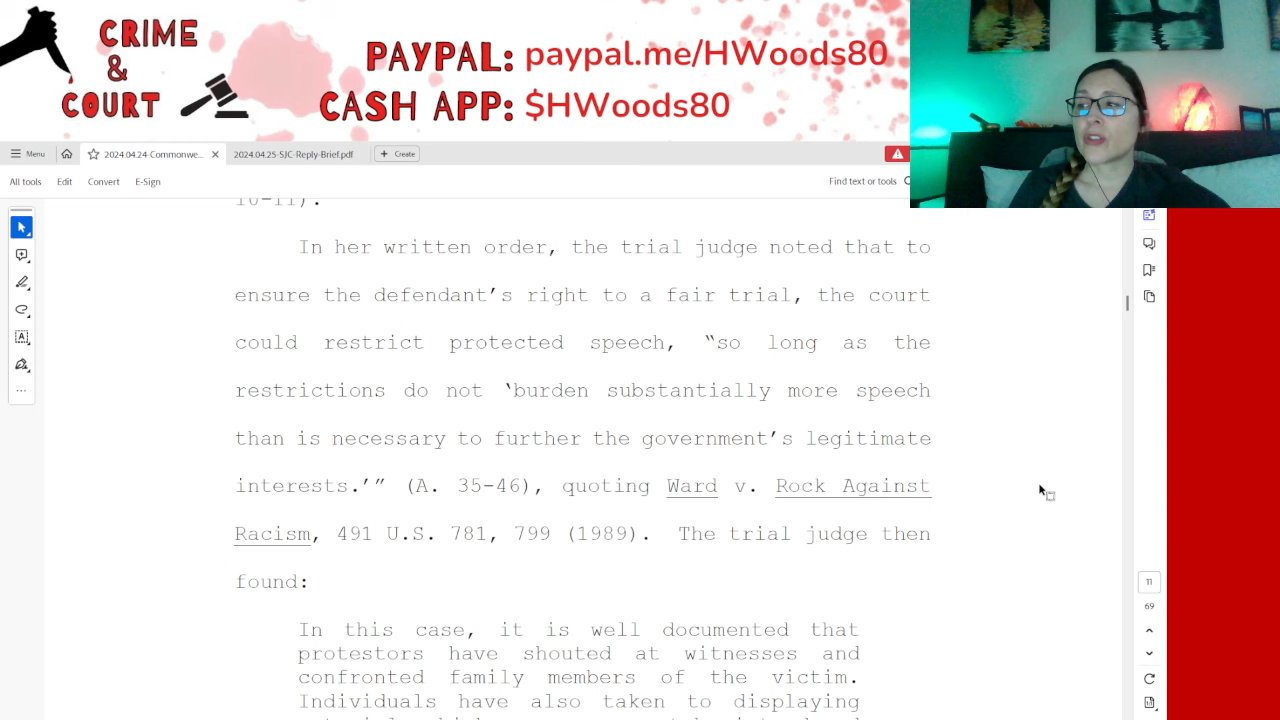 CRIME
&
COURT
PAYPAL: paypal.me/HWoods80
CASH APP: $HWoods80
Menu
2024.04.24-Commonwe...
2024.04.25-SJC-Reply-Brief.pdf
Create
All tools
Edit
Convert
E-Sign
Find text or tools
10-11).
In her written order, the trial judge noted that to
ensure the defendant's right to a fair trial, the court
could restrict protected speech, "so long as the
restrictions do not 'burden substantially more speech
than is necessary to further the government's legitimate
interests.'" (A. 35-46), quoting Ward v. Rock Against
Racism, 491 U.S. 781, 799 (1989). The trial judge then
found:
In this case, it is well documented that
protestors have shouted at witnesses and
confronted family members of the victim.
Individuals have also taken to displaying
11
69